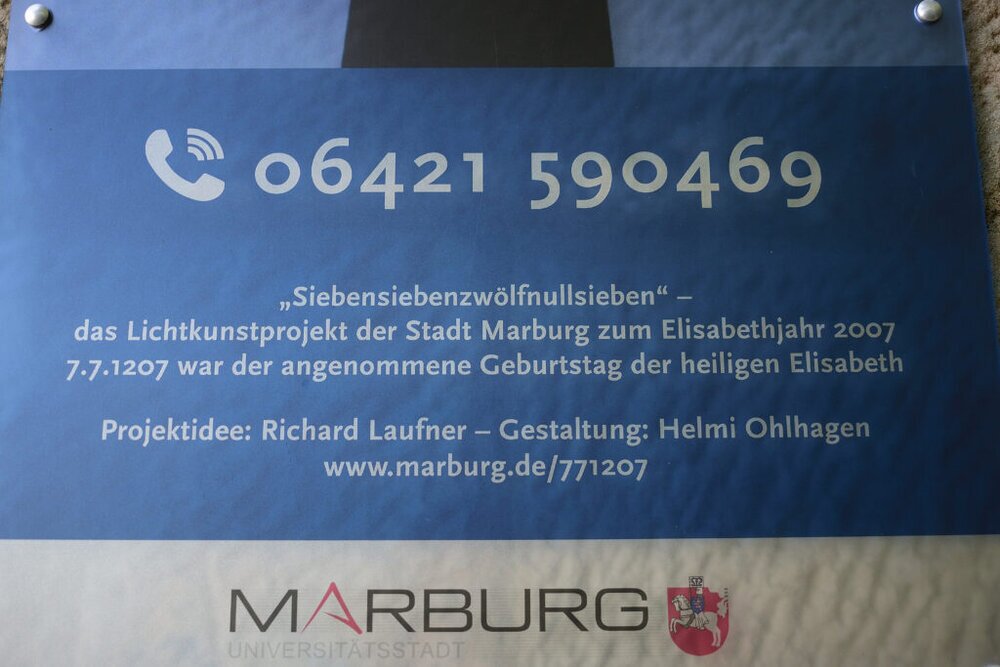 06421 590469
„Siebensiebenzwölfnullsieben“ –
das Lichtkunstprojekt der Stadt Marburg zum Elisabethjahr 2007
7.7.1207 war der angenommene Geburtstag der heiligen Elisabeth
Projektidee: Richard Laufner – Gestaltung: Helmi Ohlhagen
www.marburg.de/771207
MARBURG
UNIVERSITÄTSSTADT